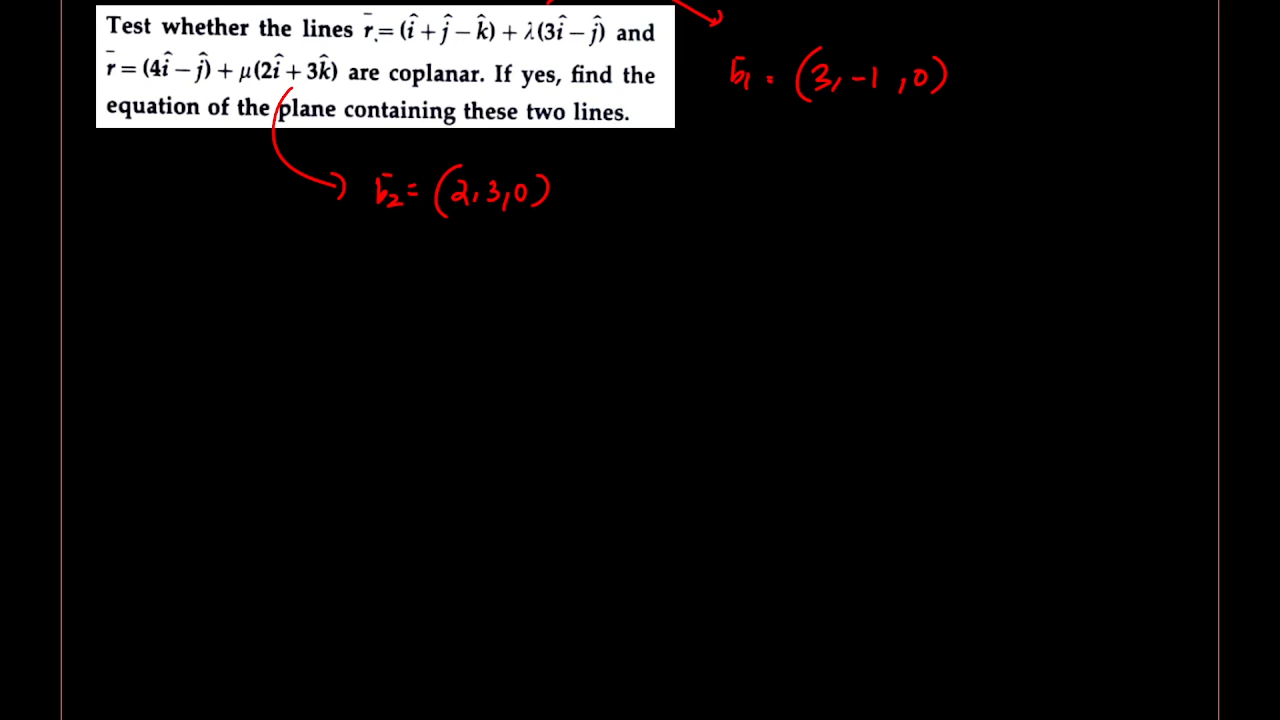 Test whether the lines r̄ = (î + ĵ − k̂) + λ(3î − ĵ) and
r̄ = (4î − ĵ) + μ(2î + 3k̂) are coplanar. If yes, find the
equation of the plane containing these two lines.
b̄₁ = (3, -1, 0)
b̄₂ = (2, 3, 0)